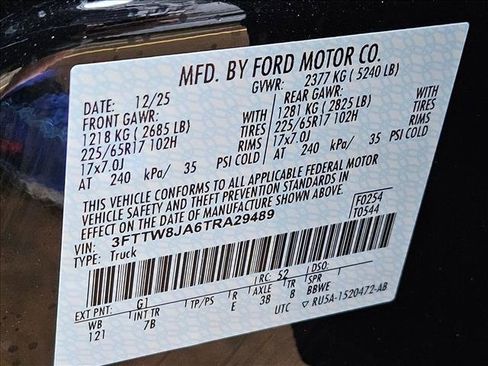 MFD. BY FORD MOTOR CO.
DATE: 12/25 GVWR: 2377 KG ( 5240 LB)
FRONT GAWR: REAR GAWR:
1218 KG ( 2685 LB) WITH 1281 KG ( 2825 LB) WITH
225/65R17 102H TIRES 225/65R17 102H TIRES
17x7.0J RIMS 17x7.0J RIMS
AT 240 kPa/ 35 PSI COLD AT 240 kPa/ 35 PSI COLD
THIS VEHICLE CONFORMS TO ALL APPLICABLE FEDERAL MOTOR
VEHICLE SAFETY AND THEFT PREVENTION STANDARDS IN
EFFECT ON THE DATE OF MANUFACTURE SHOWN ABOVE.
VIN: 3FTTW8JA6TRA29489 F0254
TYPE: Truck T0544
EXT PNT: G1 RC: 52 DSO:
WB INT TR TP/PS R AXLE TR SPR
121 7B E 38 8 BBWE
UTC ▽ RU5A-1520472-AB